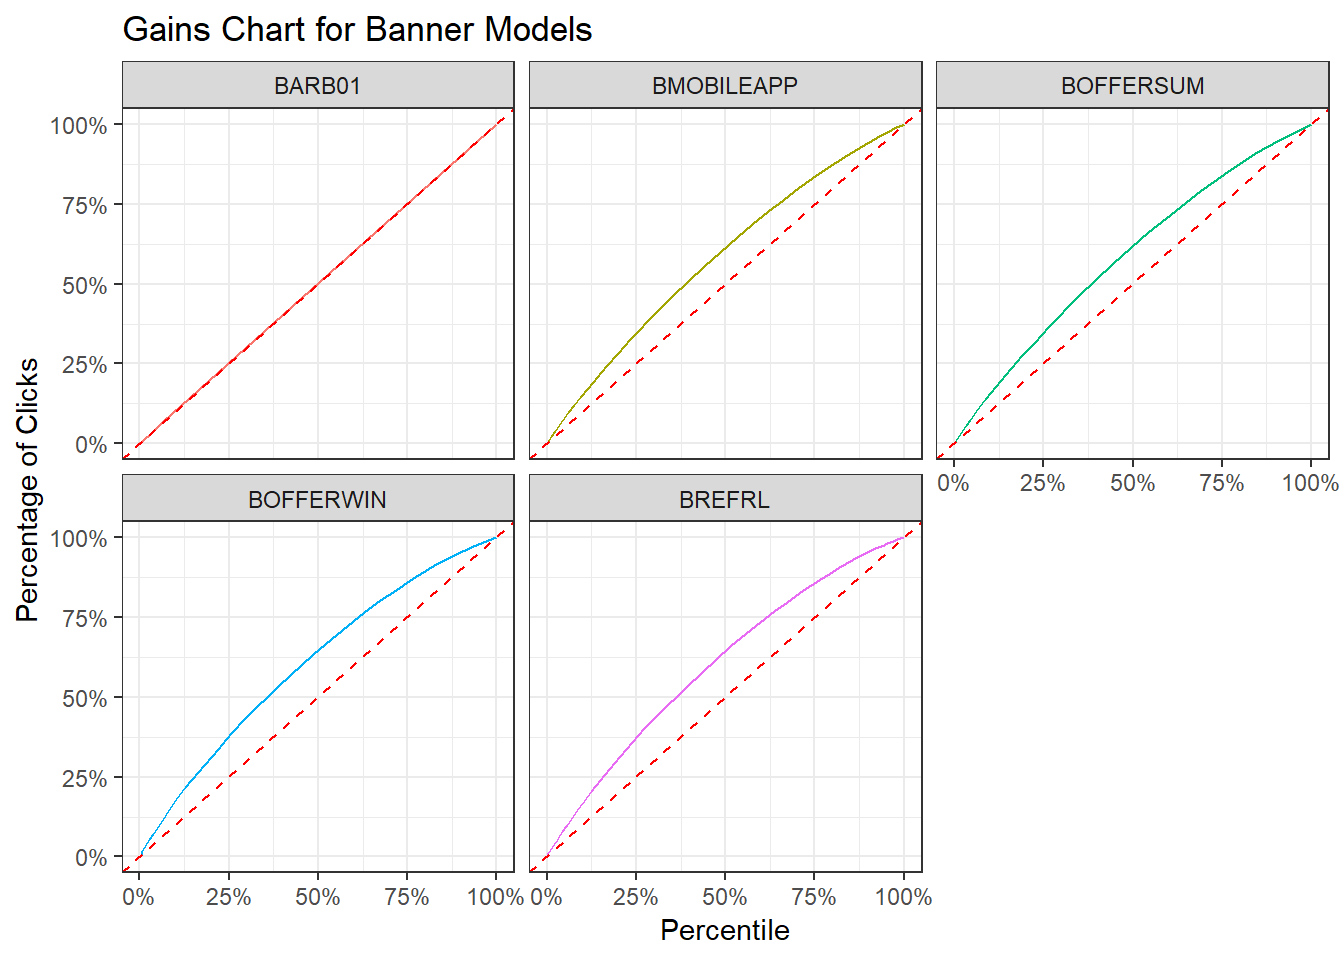 Gains Chart for Banner Models
BARB01
BMOBILEAPP
BOFFERSUM
100%
75%
50%
25%
0%
0% 25% 50% 75% 100%
BOFFERWIN
BREFRL
100%
75%
50%
25%
0%
0% 25% 50% 75% 100%
0% 25% 50% 75% 100%
Percentage of Clicks
Percentile